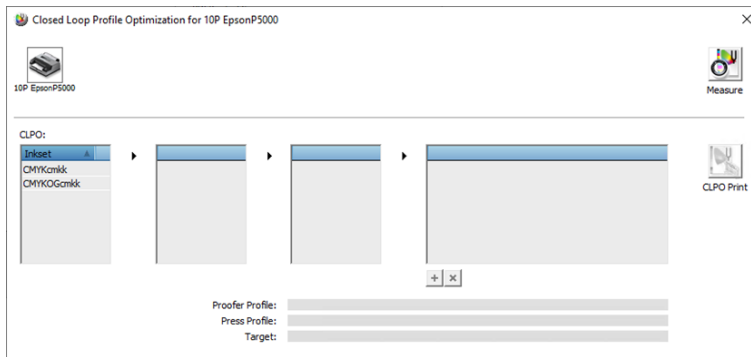 Closed Loop Profile Optimization for 10P EpsonP5000
10P EpsonP5000
Measure
CLPO:
Inkset
CMYKcmkk
CMYKOGcmkk
CLPO Print
Proofer Profile:
Press Profile:
Target: